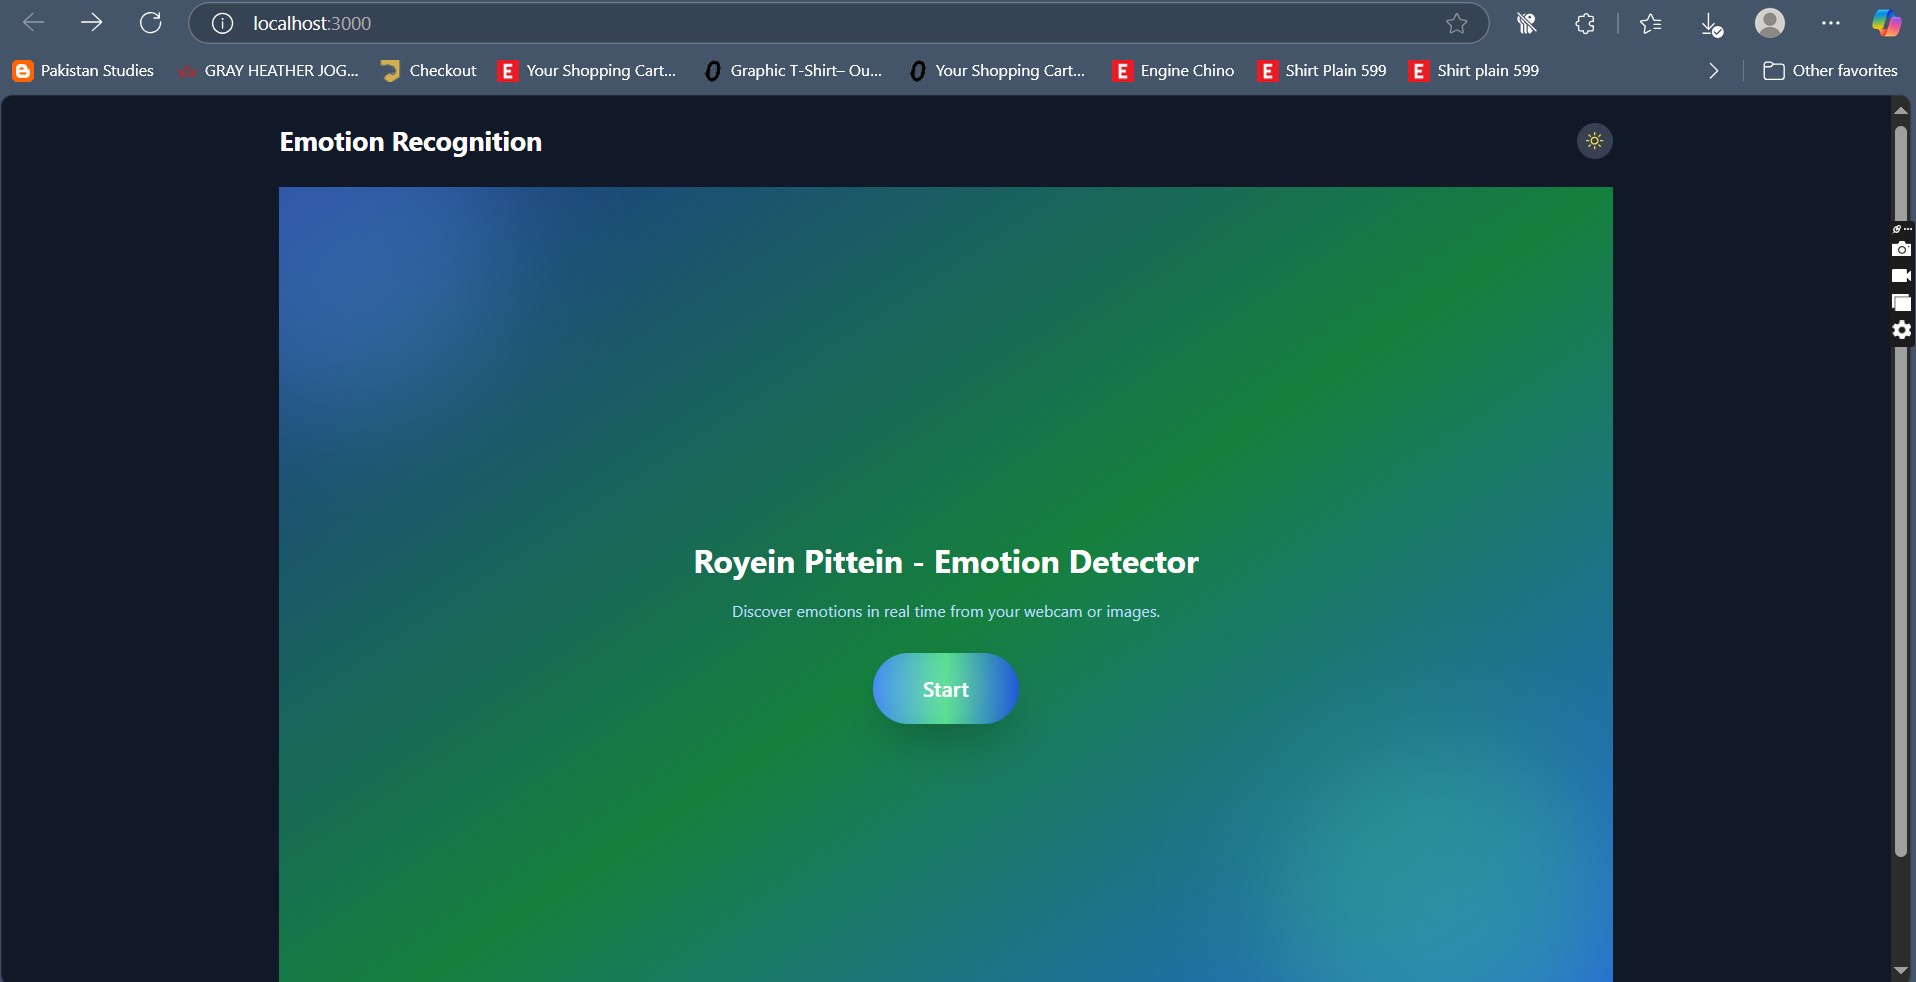 localhost:3000
Pakistan Studies
GRAY HEATHER JOG...
Checkout
E Your Shopping Cart...
Graphic T-Shirt– Ou...
Your Shopping Cart...
E Engine Chino
E Shirt Plain 599
E Shirt plain 599
Other favorites
Emotion Recognition
Royein Pittein - Emotion Detector
Discover emotions in real time from your webcam or images.
Start